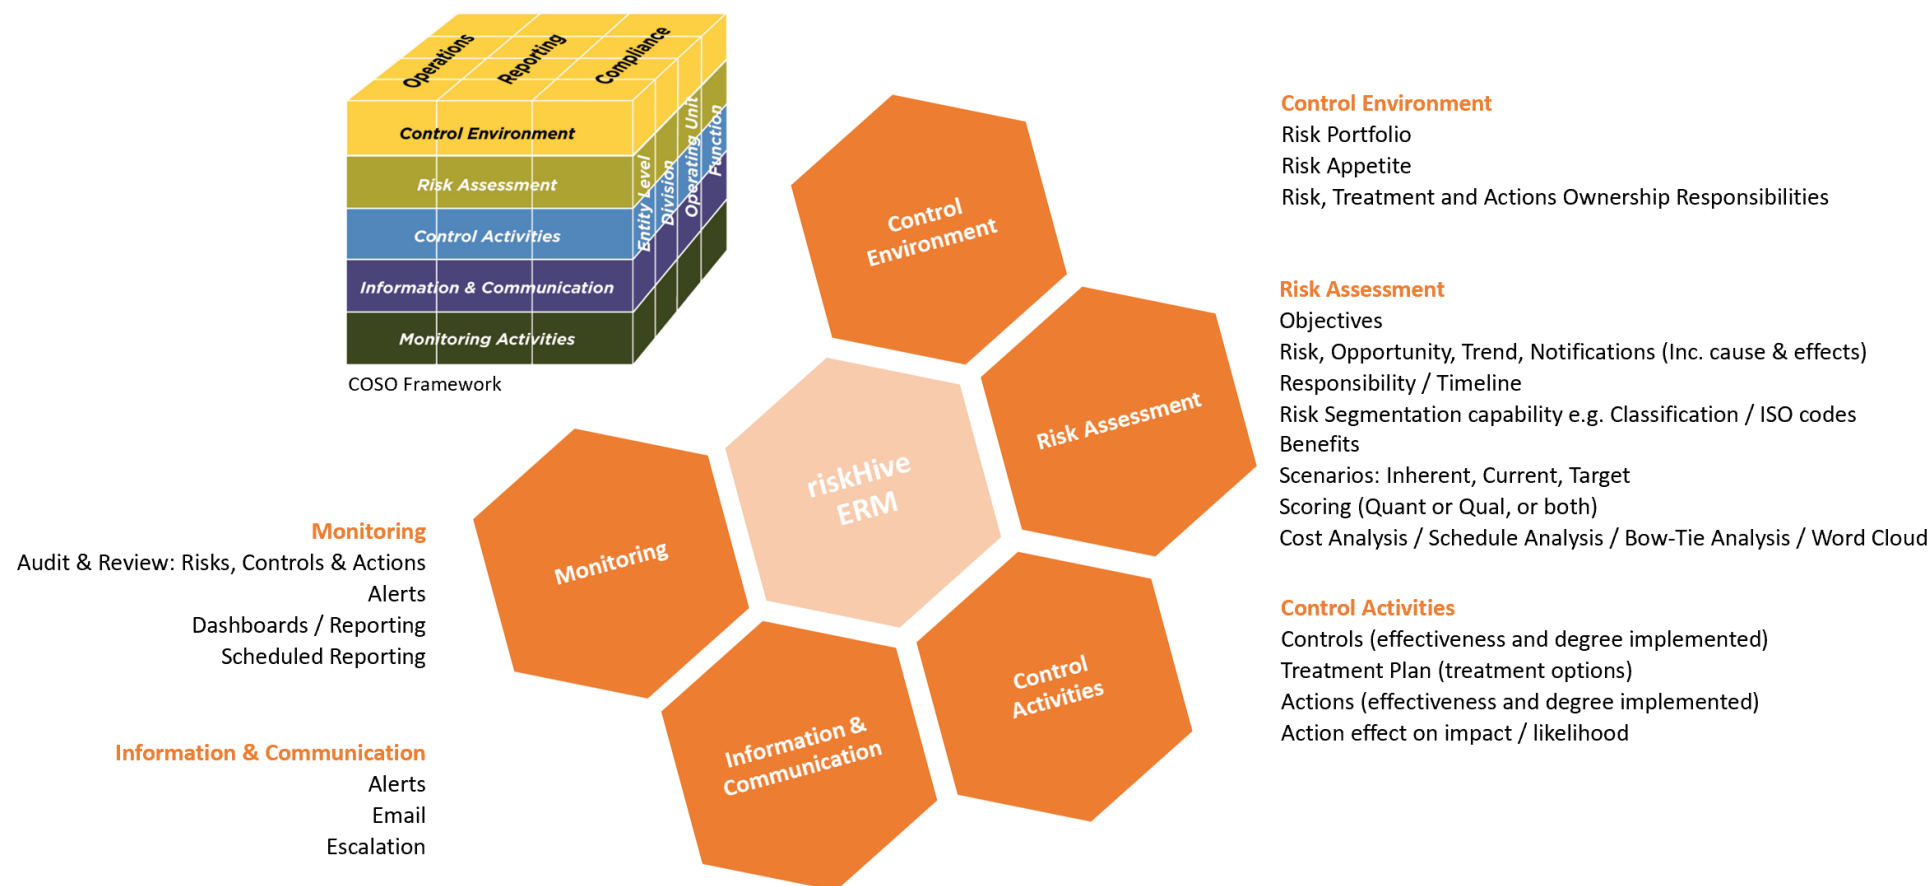 Operations
Reporting
Compliance
Control Environment
Risk Assessment
Control Activities
Information & Communication
Monitoring Activities
Entity Level
Division
Operating Unit
Function
COSO Framework
Control
Environment
Risk Assessment
riskHive
ERM
Monitoring
Control
Activities
Information &
Communication
Control Environment
Risk Portfolio
Risk Appetite
Risk, Treatment and Actions Ownership Responsibilities
Risk Assessment
Objectives
Risk, Opportunity, Trend, Notifications (Inc. cause & effects)
Responsibility / Timeline
Risk Segmentation capability e.g. Classification / ISO codes
Benefits
Scenarios: Inherent, Current, Target
Scoring (Quant or Qual, or both)
Cost Analysis / Schedule Analysis / Bow-Tie Analysis / Word Cloud
Control Activities
Controls (effectiveness and degree implemented)
Treatment Plan (treatment options)
Actions (effectiveness and degree implemented)
Action effect on impact / likelihood
Monitoring
Audit & Review: Risks, Controls & Actions
Alerts
Dashboards / Reporting
Scheduled Reporting
Information & Communication
Alerts
Email
Escalation